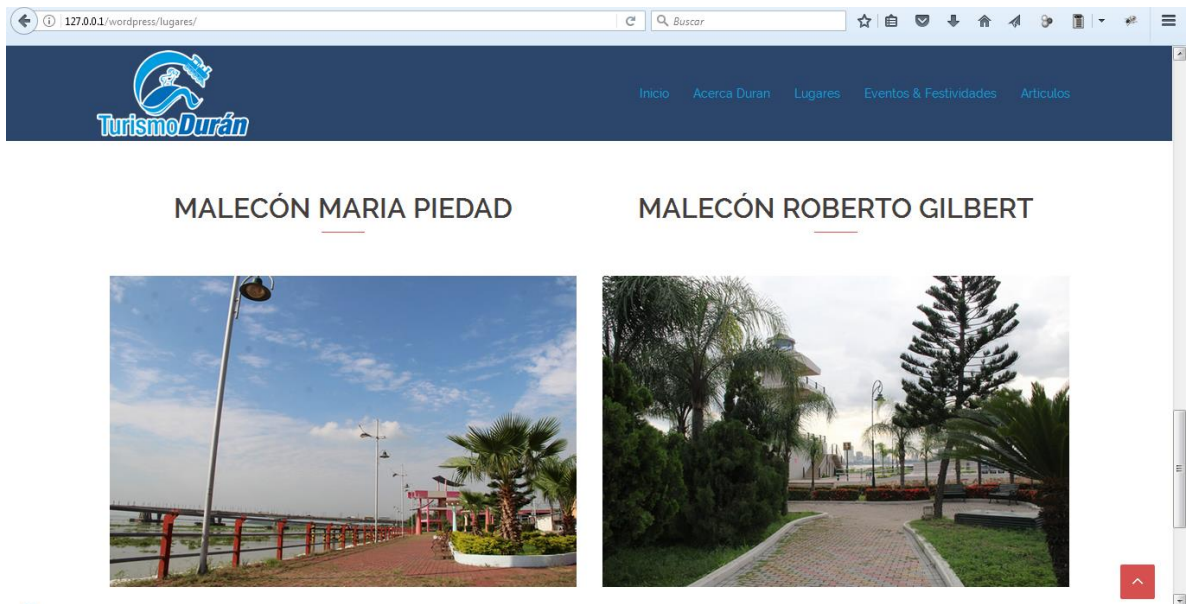 127.0.0.1/wordpress/lugares/
Buscar
TurismoDurán
Inicio Acerca Duran Lugares Eventos & Festividades Articulos
MALECÓN MARIA PIEDAD
MALECÓN ROBERTO GILBERT